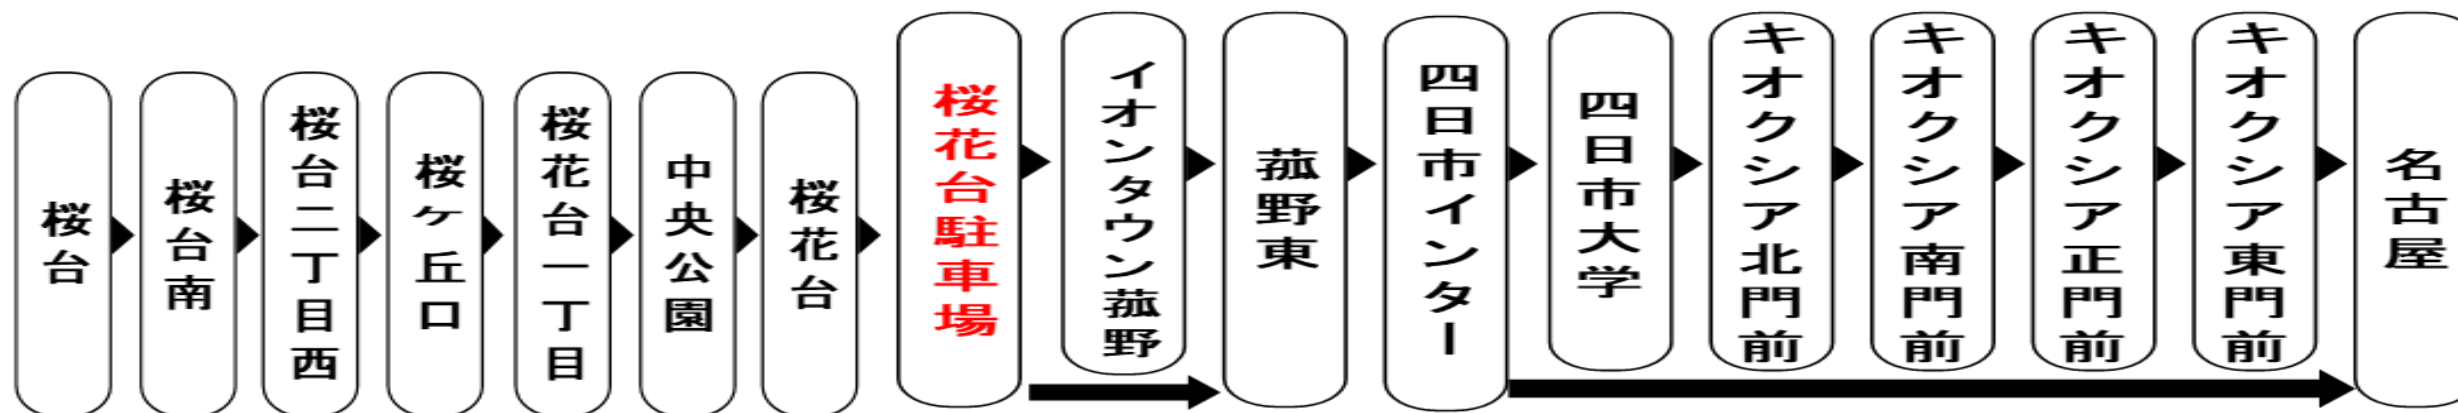 桜台
桜台南
桜台二丁目西
桜ケ丘口
桜花台一丁目
中央公園
桜花台
桜花台駐車場
イオンタウン菰野
菰野東
四日市インター
四日市大学
キオクシア北門前
キオクシア南門前
キオクシア正門前
キオクシア東門前
名古屋